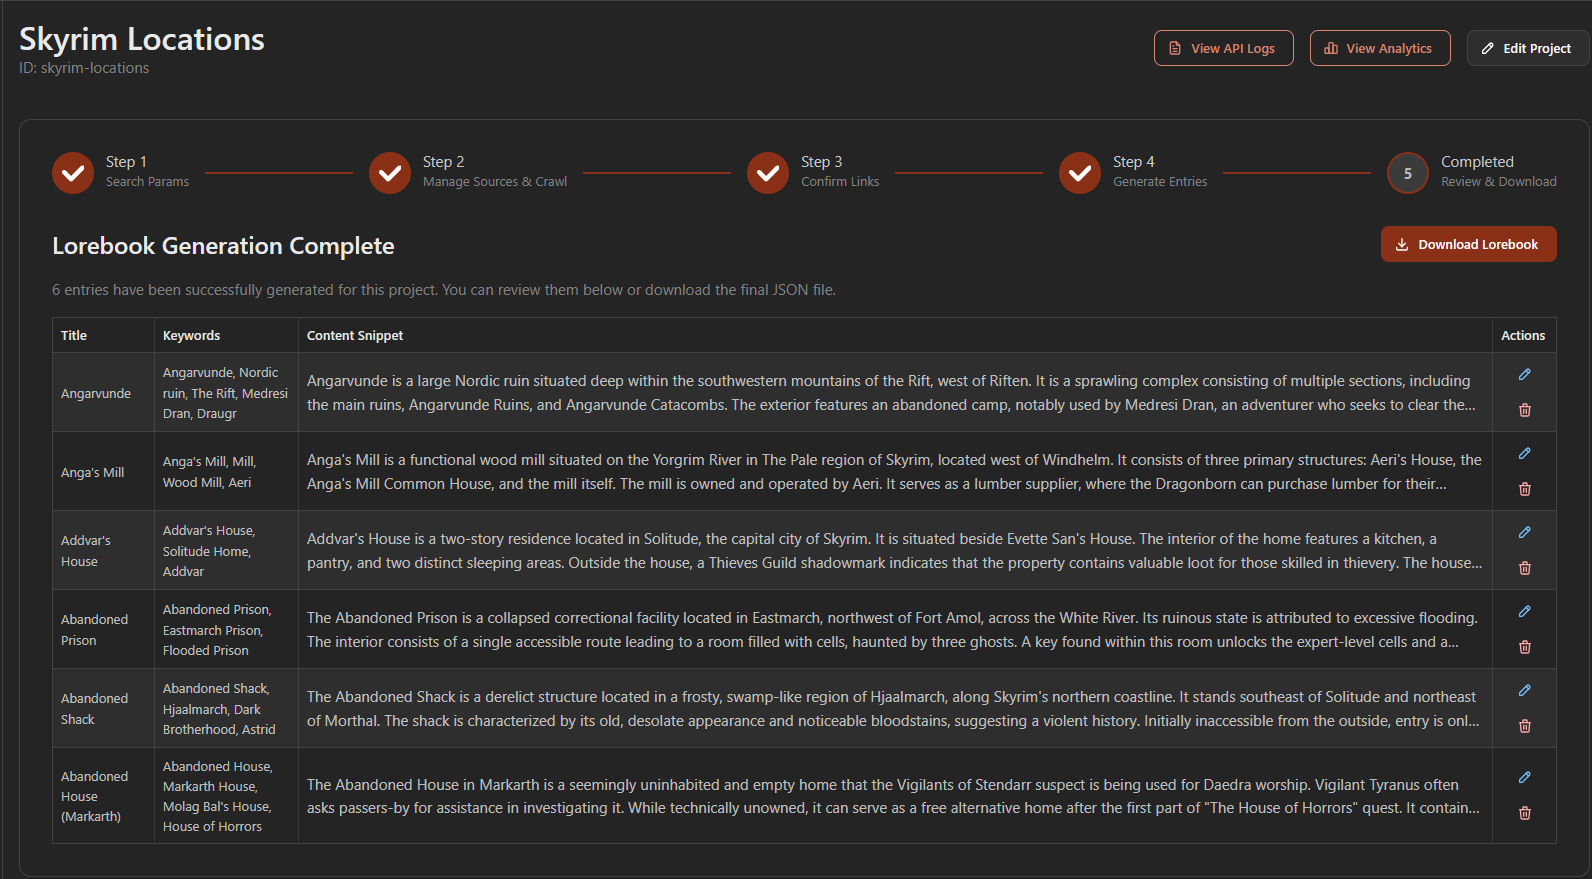 Skyrim Locations
ID: skyrim-locations
View API Logs
View Analytics
Edit Project
Step 1
Search Params
Step 2
Manage Sources & Crawl
Step 3
Confirm Links
Step 4
Generate Entries
5
Completed
Review & Download
Lorebook Generation Complete
Download Lorebook
6 entries have been successfully generated for this project. You can review them below or download the final JSON file.
Title
Keywords
Content Snippet
Actions
Angarvunde
Angarvunde, Nordic
ruin, The Rift, Medresi
Dran, Draugr
Angarvunde is a large Nordic ruin situated deep within the southwestern mountains of the Rift, west of Riften. It is a sprawling complex consisting of multiple sections, including
the main ruins, Angarvunde Ruins, and Angarvunde Catacombs. The exterior features an abandoned camp, notably used by Medresi Dran, an adventurer who seeks to clear the...
Anga's Mill
Anga's Mill, Mill,
Wood Mill, Aeri
Anga's Mill is a functional wood mill situated on the Yorgrim River in The Pale region of Skyrim, located west of Windhelm. It consists of three primary structures: Aeri's House, the
Anga's Mill Common House, and the mill itself. The mill is owned and operated by Aeri. It serves as a lumber supplier, where the Dragonborn can purchase lumber for their...
Addvar's
House
Addvar's House,
Solitude Home,
Addvar
Addvar's House is a two-story residence located in Solitude, the capital city of Skyrim. It is situated beside Evette San's House. The interior of the home features a kitchen, a
pantry, and two distinct sleeping areas. Outside the house, a Thieves Guild shadowmark indicates that the property contains valuable loot for those skilled in thievery. The house...
Abandoned
Prison
Abandoned Prison,
Eastmarch Prison,
Flooded Prison
The Abandoned Prison is a collapsed correctional facility located in Eastmarch, northwest of Fort Amol, across the White River. Its ruinous state is attributed to excessive flooding.
The interior consists of a single accessible route leading to a room filled with cells, haunted by three ghosts. A key found within this room unlocks the expert-level cells and a...
Abandoned
Shack
Abandoned Shack,
Hjaalmarch, Dark
Brotherhood, Astrid
The Abandoned Shack is a derelict structure located in a frosty, swamp-like region of Hjaalmarch, along Skyrim's northern coastline. It stands southeast of Solitude and northeast
of Morthal. The shack is characterized by its old, desolate appearance and noticeable bloodstains, suggesting a violent history. Initially inaccessible from the outside, entry is onl...
Abandoned
House
(Markarth)
Abandoned House,
Markarth House,
Molag Bal's House,
House of Horrors
The Abandoned House in Markarth is a seemingly uninhabited and empty home that the Vigilants of Stendarr suspect is being used for Daedra worship. Vigilant Tyranus often
asks passers-by for assistance in investigating it. While technically unowned, it can serve as a free alternative home after the first part of "The House of Horrors" quest. It contain...